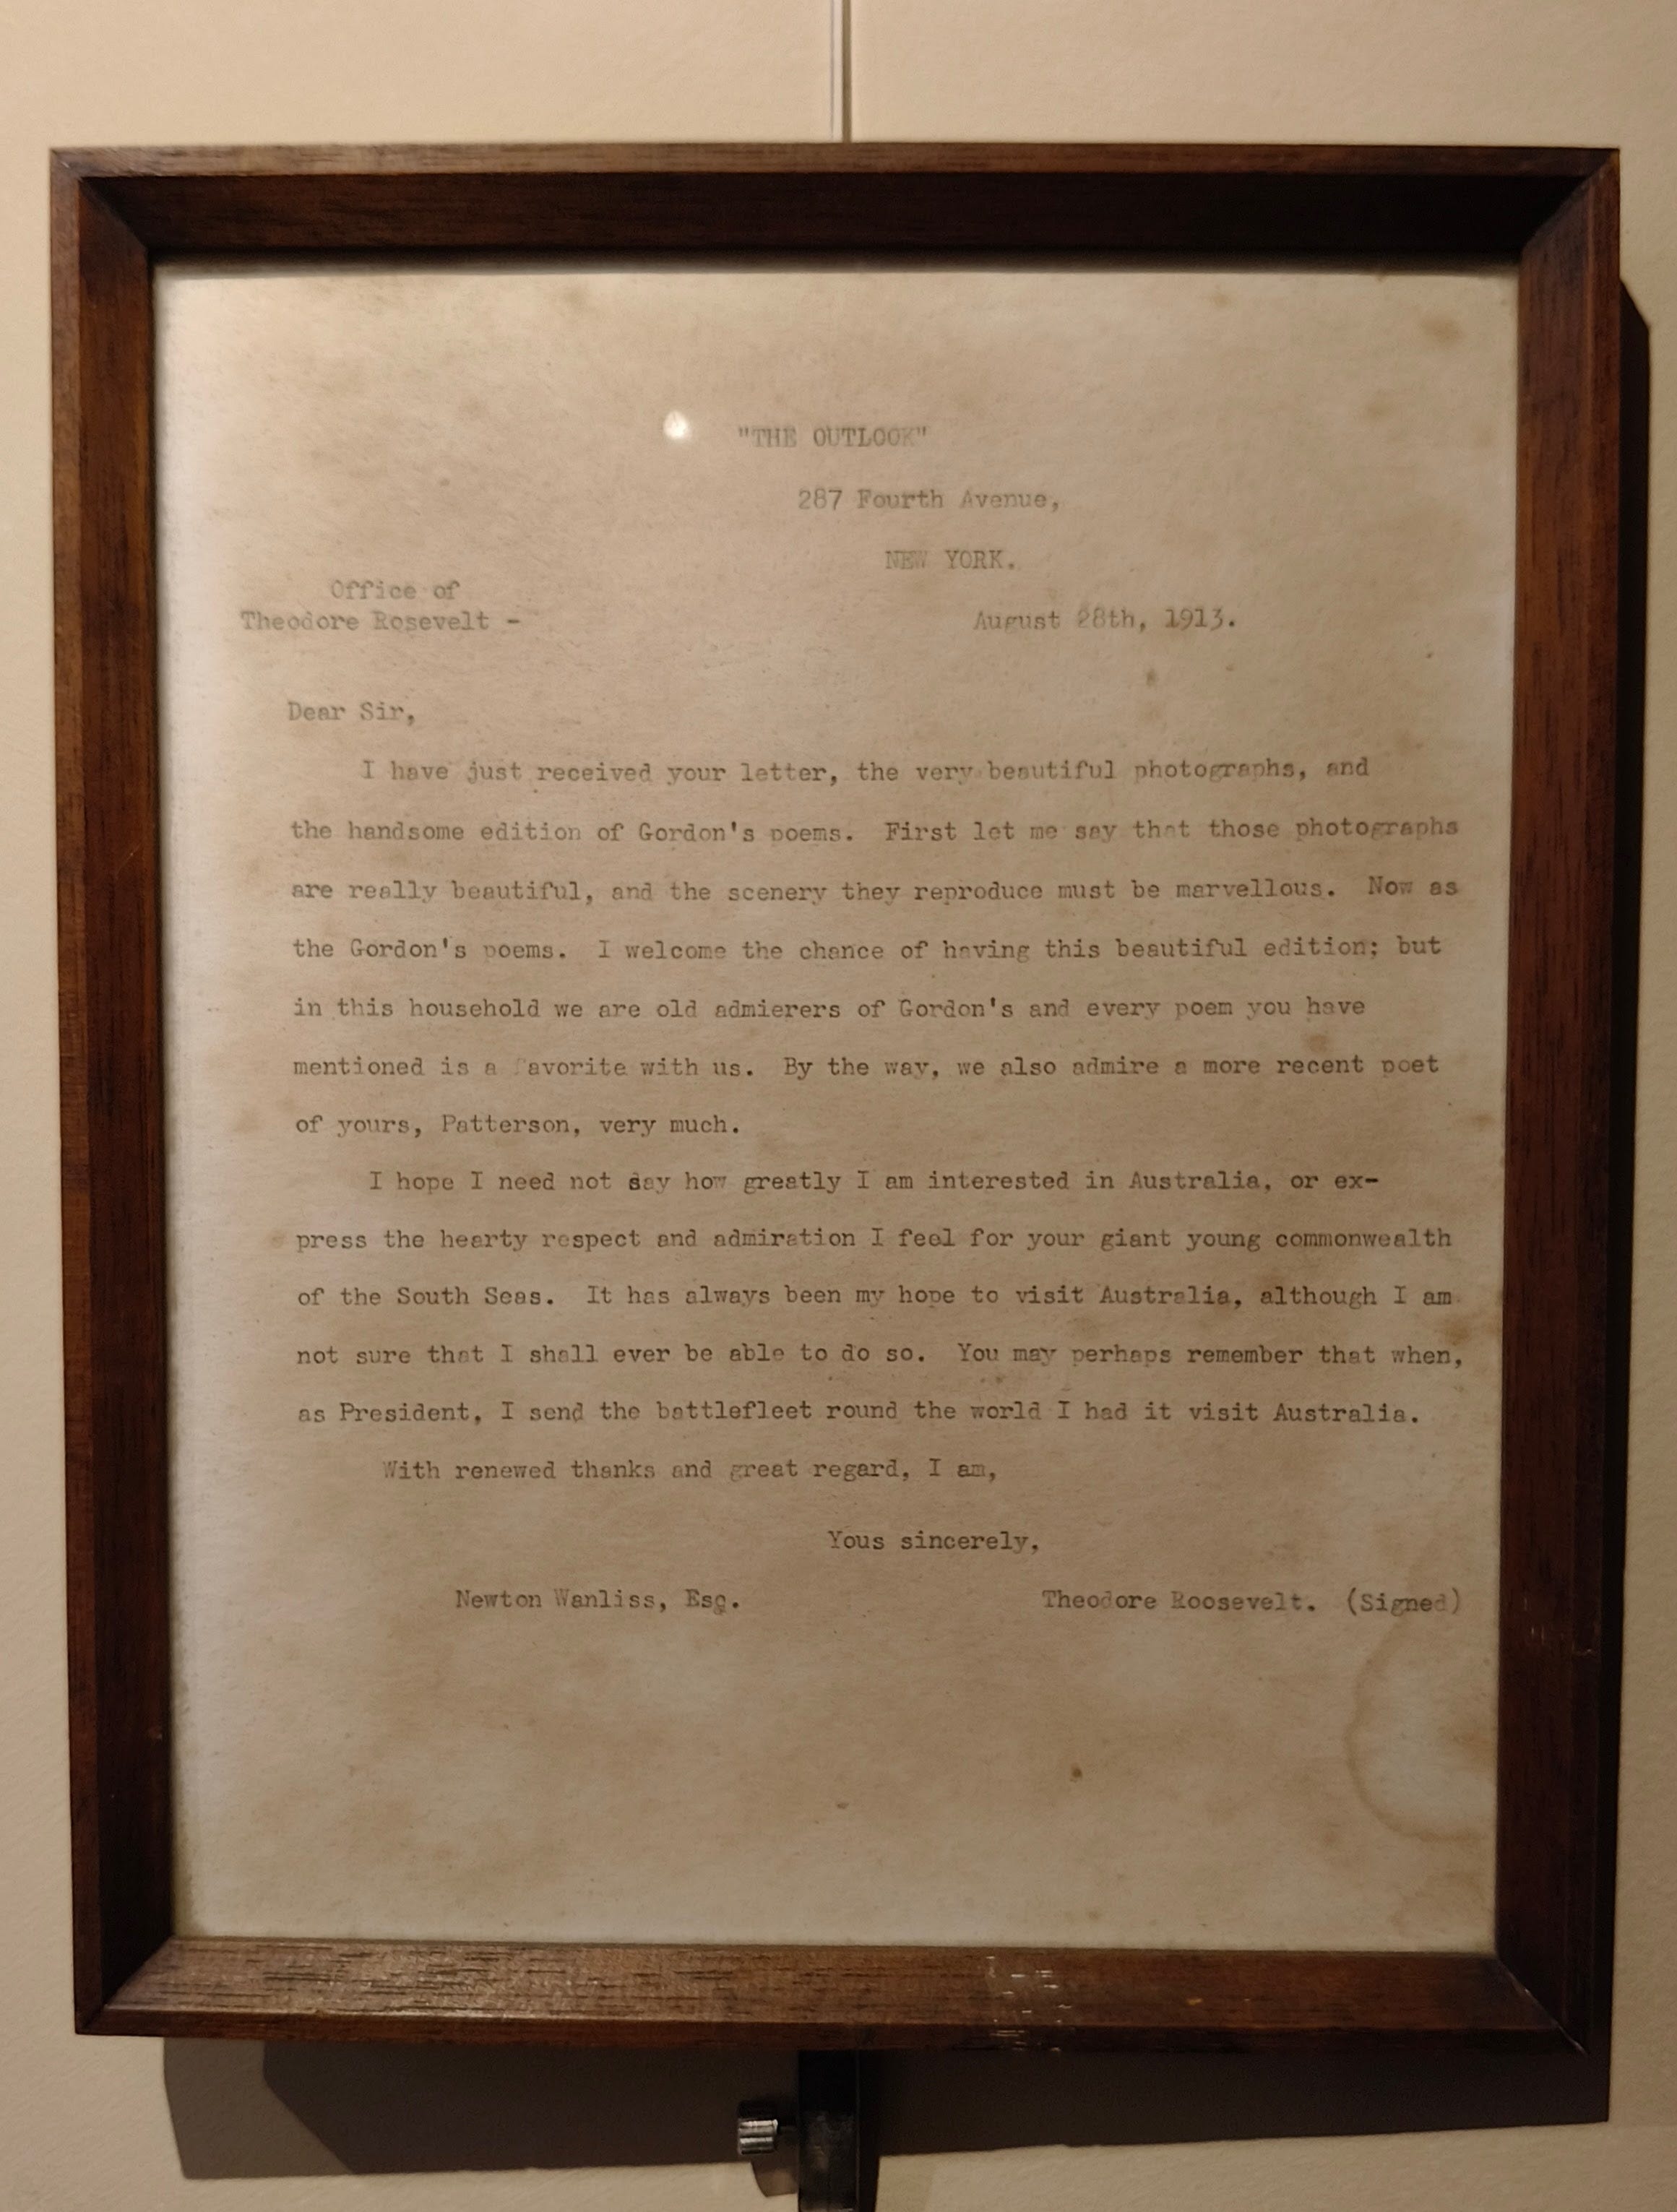 "THE OUTLOOK"
287 Fourth Avenue,
NEW YORK.
Office of
Theodore Rosevelt -
August 28th, 1913.
Dear Sir,
I have just received your letter, the very beautiful photographs, and
the handsome edition of Gordon's poems. First let me say that those photographs
are really beautiful, and the scenery they reproduce must be marvellous. Now as
the Gordon's poems. I welcome the chance of having this beautiful edition; but
in this household we are old admierers of Gordon's and every poem you have
mentioned is a favorite with us. By the way, we also admire a more recent poet
of yours, Patterson, very much.
I hope I need not say how greatly I am interested in Australia, or ex-
press the hearty respect and admiration I feel for your giant young commonwealth
of the South Seas. It has always been my hope to visit Australia, although I am
not sure that I shall ever be able to do so. You may perhaps remember that when,
as President, I send the battlefleet round the world I had it visit Australia.
With renewed thanks and great regard, I am,
Yous sincerely,
Newton Wanliss, Esq.
Theodore Roosevelt. (Signed)